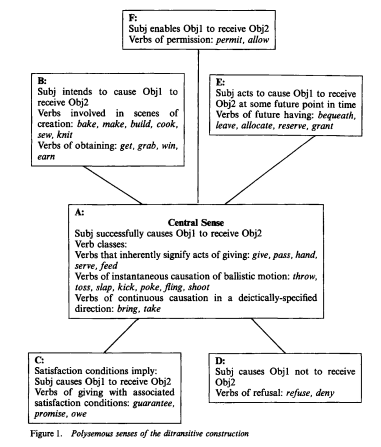 F:
Subj enables Obj1 to receive Obj2
Verbs of permission: permit, allow
B:
Subj intends to cause Obj1 to
receive Obj2
Verbs involved in scenes of
creation: bake, make, build, cook,
sew, knit
Verbs of obtaining: get, grab, win,
earn
E:
Subj acts to cause Obj1 to receive
Obj2 at some future point in time
Verbs of future having: bequeath,
leave, allocate, reserve, grant
A:
Central Sense
Subj successfully causes Obj1 to receive Obj2
Verb classes:
Verbs that inherently signify acts of giving: give, pass, hand,
serve, feed
Verbs of instantaneous causation of ballistic motion: throw,
toss, slap, kick, poke, fling, shoot
Verbs of continuous causation in a deictically-specified
direction: bring, take
C:
Satisfaction conditions imply:
Subj causes Obj1 to receive Obj2
Verbs of giving with associated
satisfaction conditions: guarantee,
promise, owe
D:
Subj causes Obj1 not to receive
Obj2
Verbs of refusal: refuse, deny
Figure 1. Polysemous senses of the ditransitive construction